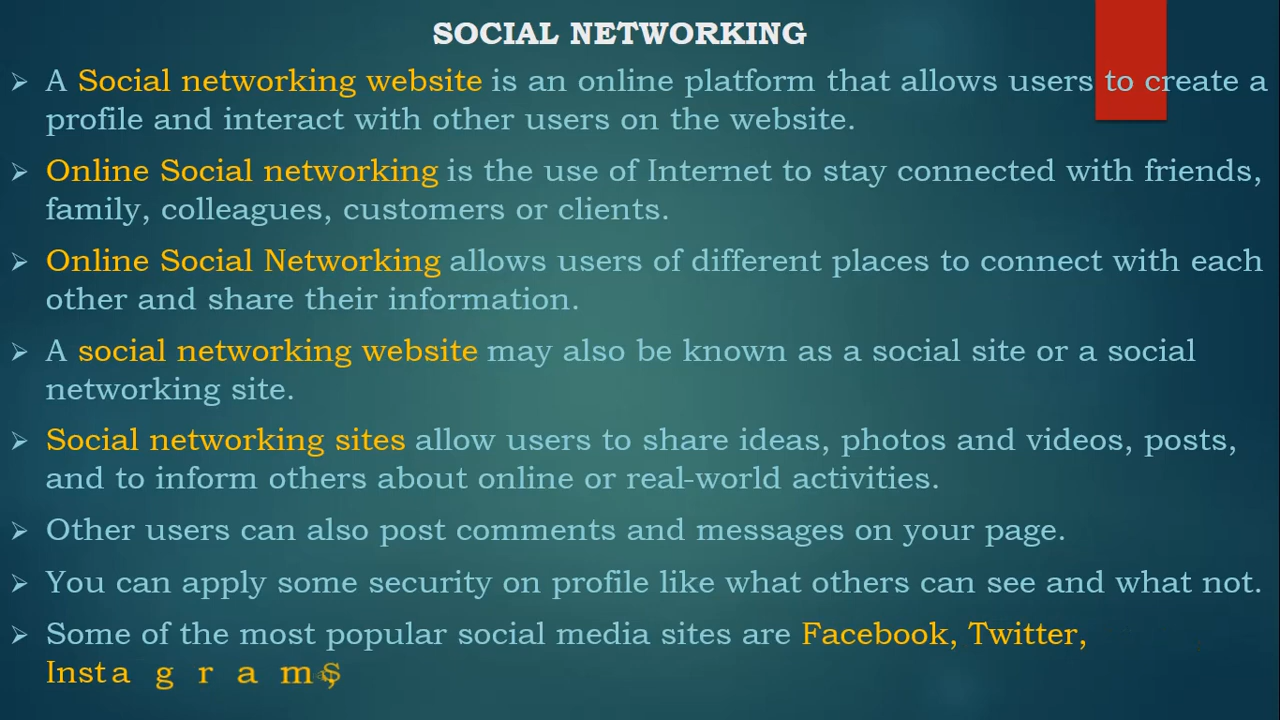 SOCIAL NETWORKING
➢ A Social networking website is an online platform that allows users to create a
profile and interact with other users on the website.
➢ Online Social networking is the use of Internet to stay connected with friends,
family, colleagues, customers or clients.
➢ Online Social Networking allows users of different places to connect with each
other and share their information.
➢ A social networking website may also be known as a social site or a social
networking site.
➢ Social networking sites allow users to share ideas, photos and videos, posts,
and to inform others about online or real-world activities.
➢ Other users can also post comments and messages on your page.
➢ You can apply some security on profile like what others can see and what not.
➢ Some of the most popular social media sites are Facebook, Twitter,
Instagram,